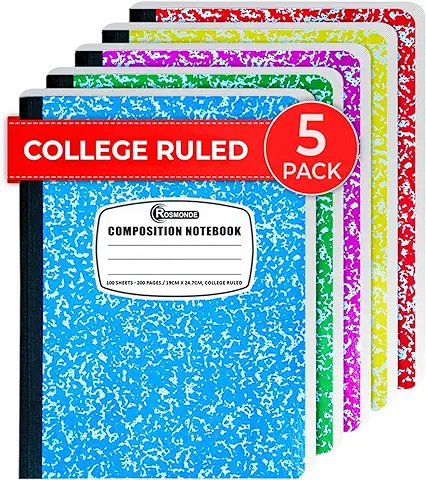 COLLEGE RULED
5
PACK
ROSMONDE
COMPOSITION NOTEBOOK
100 SHEETS - 200 PAGES / 19CM X 24.7CM, COLLEGE RULED